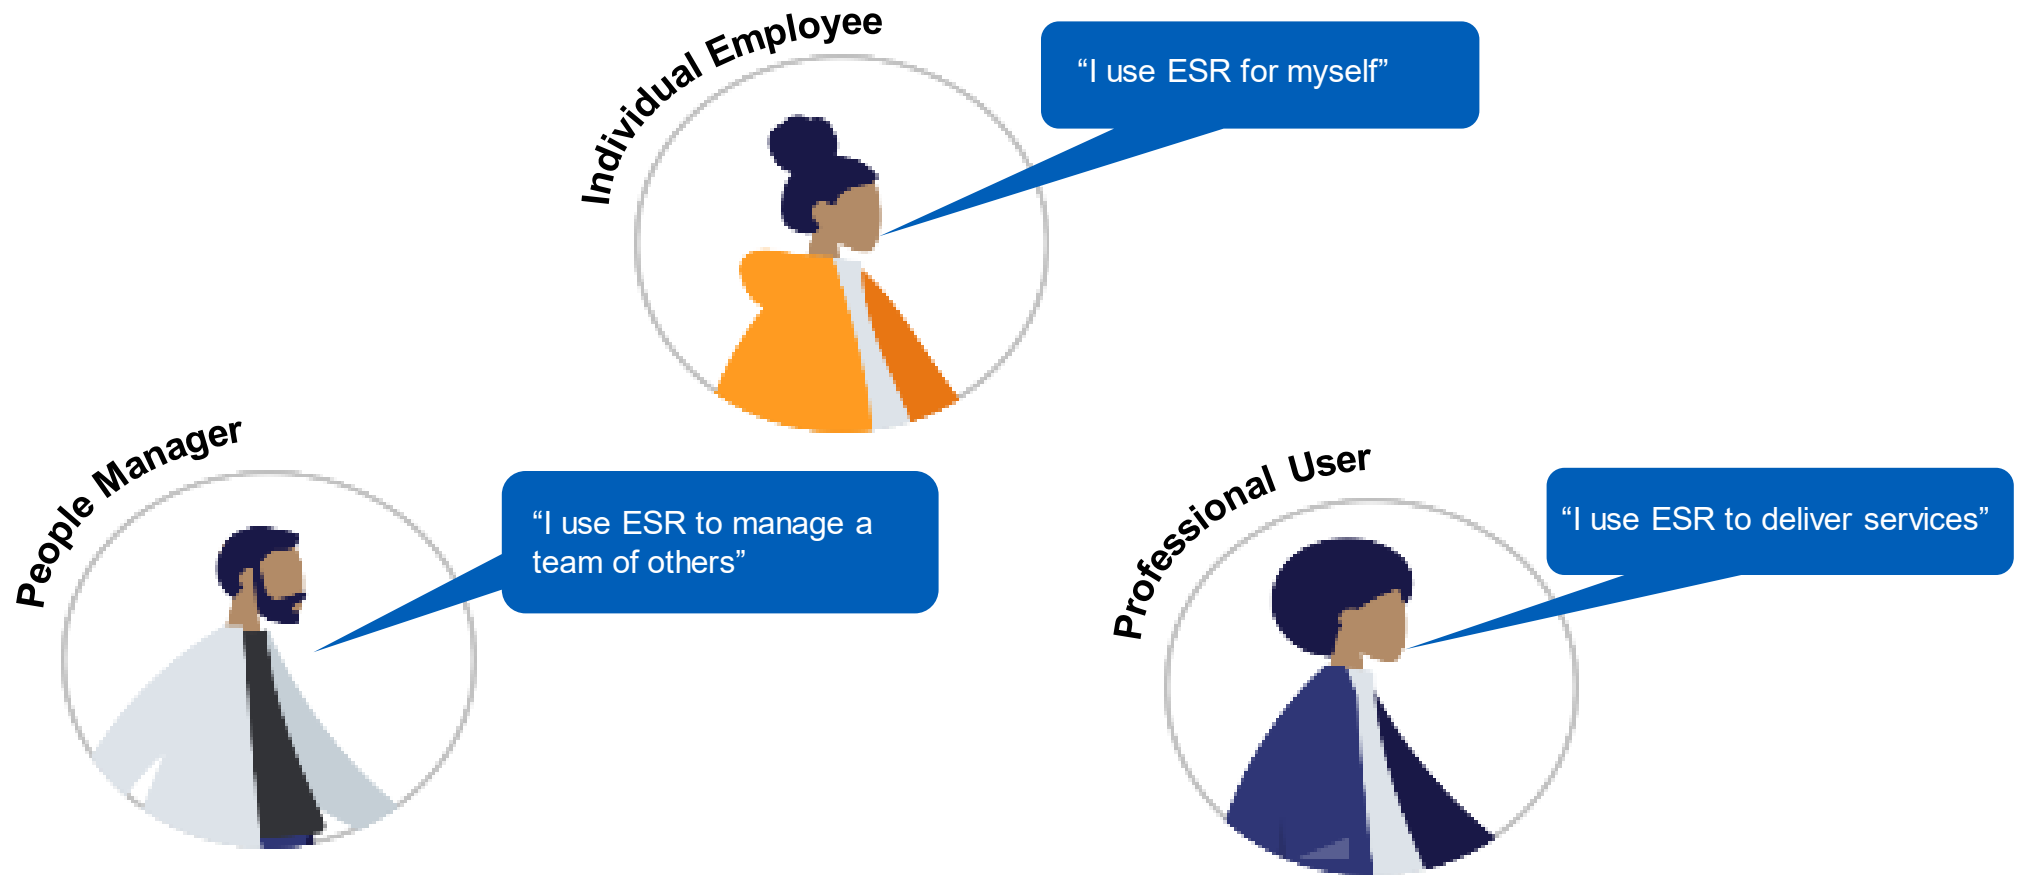 Individual Employee
“I use ESR for myself”
People Manager
“I use ESR to manage a
team of others”
Professional User
“I use ESR to deliver services”